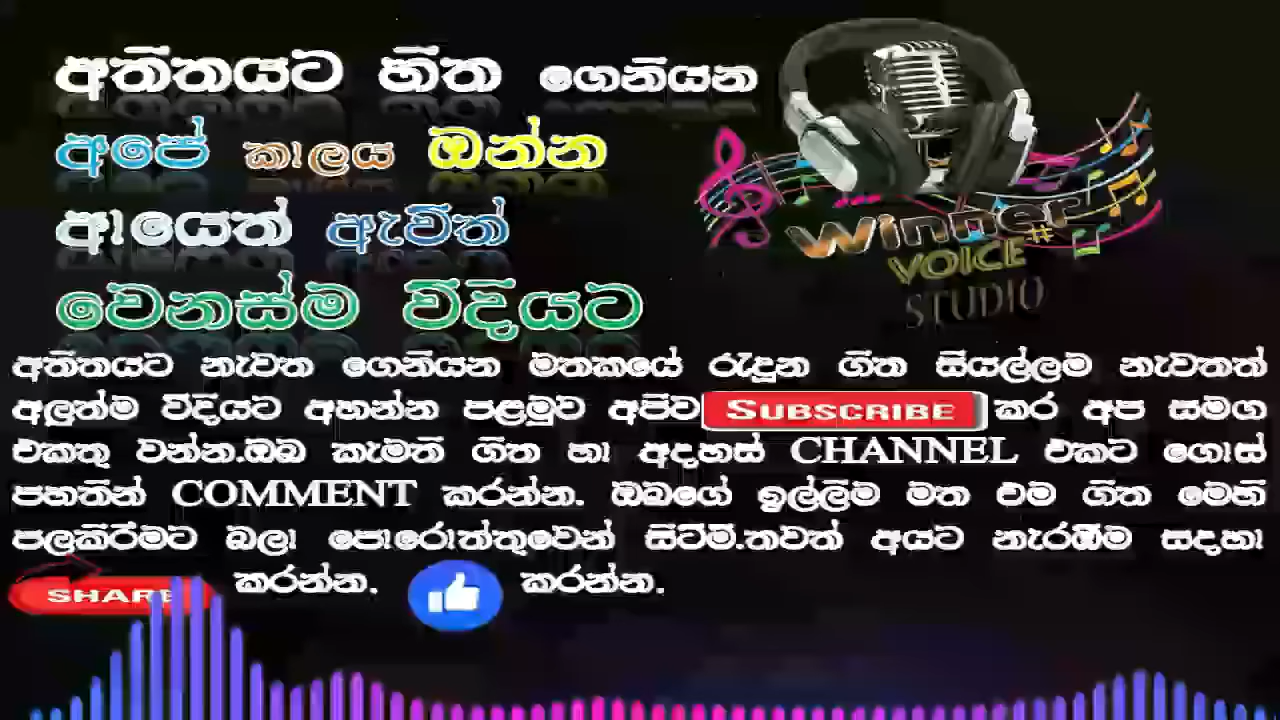 අතිතයට හිත ගෙනියන
අපේ කාලය ඔන්න
ආයෙත් ඇවිත්
වෙනස්ම විදියට
Winner
VOICE #
STUDIO
අතිතයට නැවත ගෙනියන මතකයේ රැඳුන ගීත සියල්ලම නැවතත්
අලුත්ම විදියට අහන්න පළමුව අපිව SUBSCRIBE කර අප සමග
එකතු වන්න.ඔබ කැමති ගීත හා අදහස් CHANNEL එකට ගොස්
පහතින් COMMENT කරන්න. ඔබගේ ඉල්ලීම මත එම ගීත මෙහි
පලකිරීමට බලා පොරොත්තුවෙන් සිටිමි.තවත් අයට නැරඹීම සදහා
SHARE කරන්න. කරන්න.